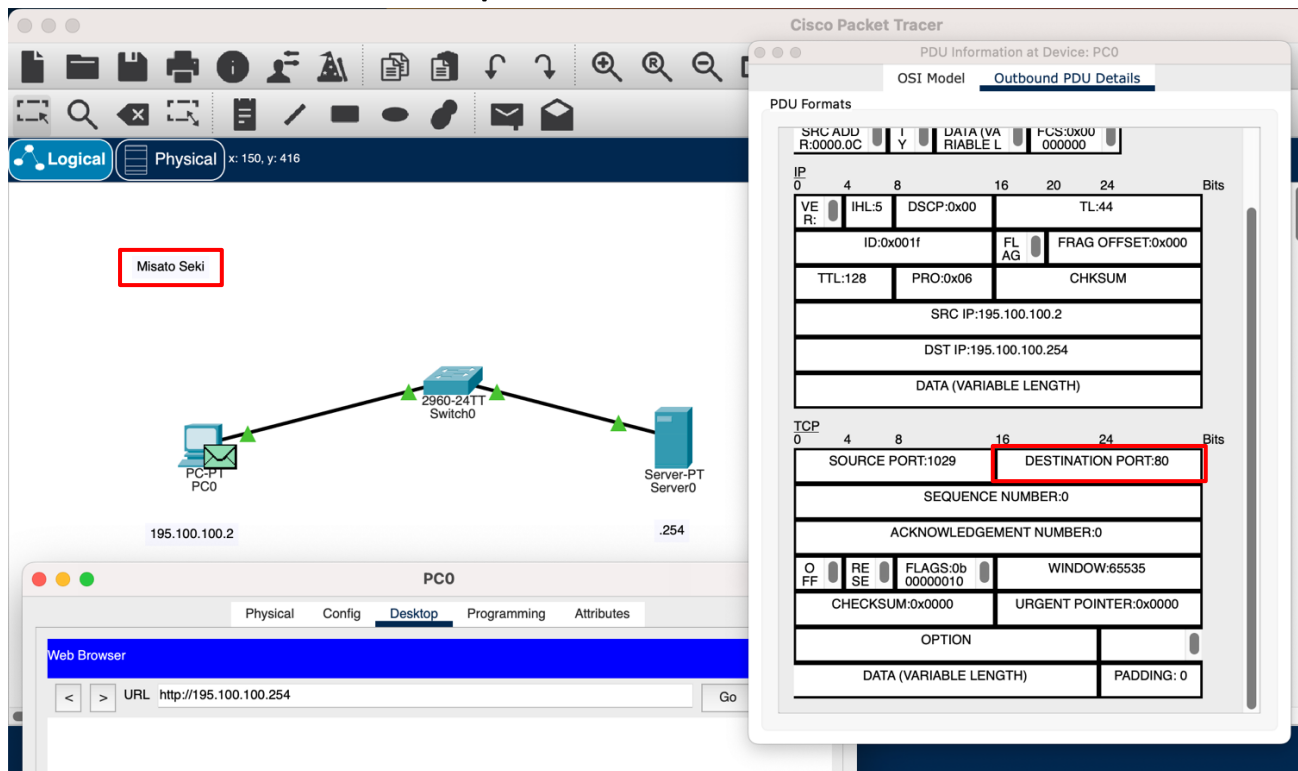 Cisco Packet Tracer
Logical
Physical
x: 150, y: 416
Misato Seki
2960-24TT
Switch0
PC-PT
PC0
Server-PT
Server0
195.100.100.2
.254
PC0
Physical Config Desktop Programming Attributes
Web Browser
< > URL http://195.100.100.254 Go
PDU Information at Device: PC0
OSI Model Outbound PDU Details
PDU Formats
SRC ADD
R:0000.0C
T
Y
DATA (VA
RIABLE L
FCS:0x00
000000
IP
0 4 8 16 20 24 Bits
VE
R:
IHL:5
DSCP:0x00
TL:44
ID:0x001f
FL
AG
FRAG OFFSET:0x000
TTL:128
PRO:0x06
CHKSUM
SRC IP:195.100.100.2
DST IP:195.100.100.254
DATA (VARIABLE LENGTH)
TCP
0 4 8 16 24 Bits
SOURCE PORT:1029
DESTINATION PORT:80
SEQUENCE NUMBER:0
ACKNOWLEDGEMENT NUMBER:0
O
FF
RE
SE
FLAGS:0b
00000010
WINDOW:65535
CHECKSUM:0x0000
URGENT POINTER:0x0000
OPTION
DATA (VARIABLE LENGTH)
PADDING: 0